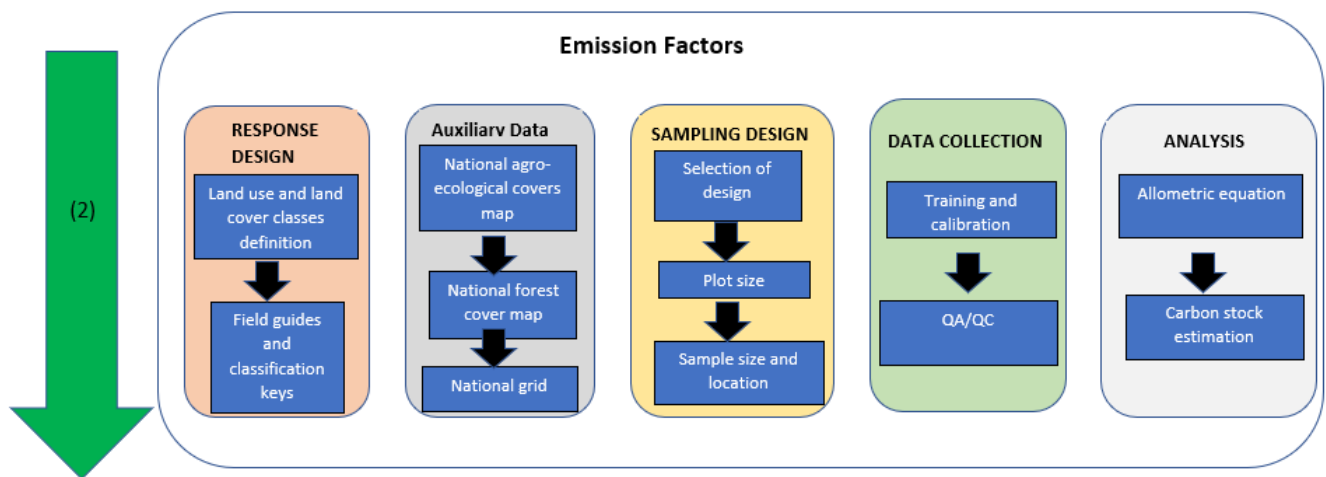 Emission Factors
(2)
RESPONSE
DESIGN
Land use and land
cover classes
definition
Field guides
and
classification
keys
Auxiliary Data
National agro-
ecological covers
map
National forest
cover map
National grid
SAMPLING DESIGN
Selection of
design
Plot size
Sample size and
location
DATA COLLECTION
Training and
calibration
QA/QC
ANALYSIS
Allometric equation
Carbon stock
estimation